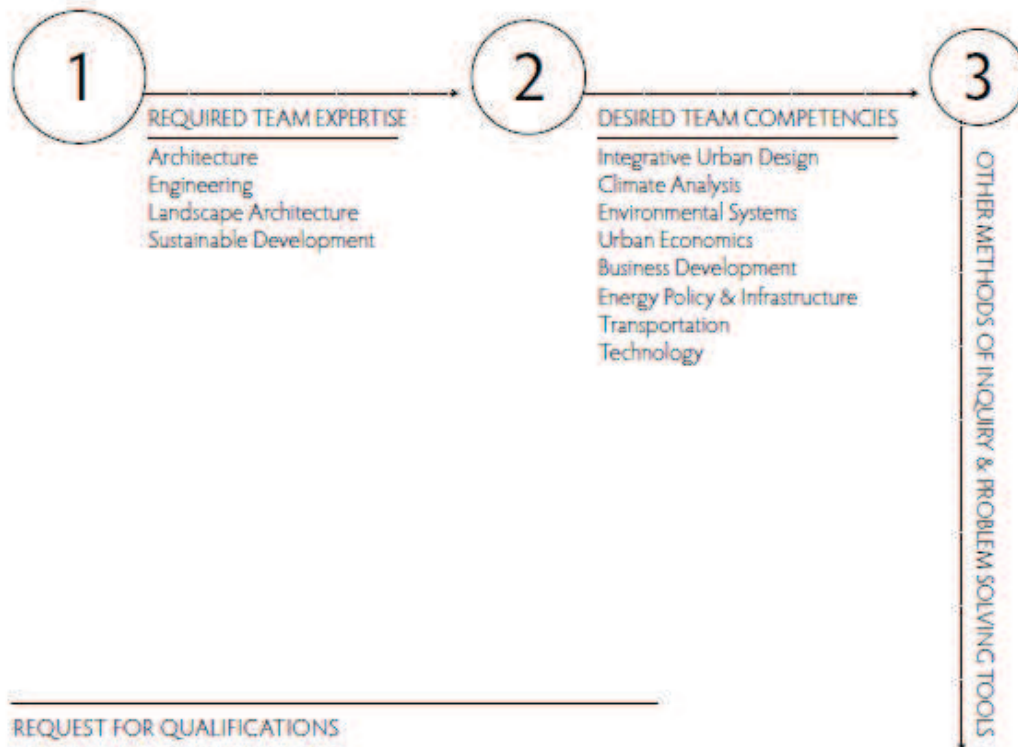 1
REQUIRED TEAM EXPERTISE
Architecture
Engineering
Landscape Architecture
Sustainable Development
2
DESIRED TEAM COMPETENCIES
Integrative Urban Design
Climate Analysis
Environmental Systems
Urban Economics
Business Development
Energy Policy & Infrastructure
Transportation
Technology
3
OTHER METHODS OF INQUIRY & PROBLEM SOLVING TOOLS
REQUEST FOR QUALIFICATIONS